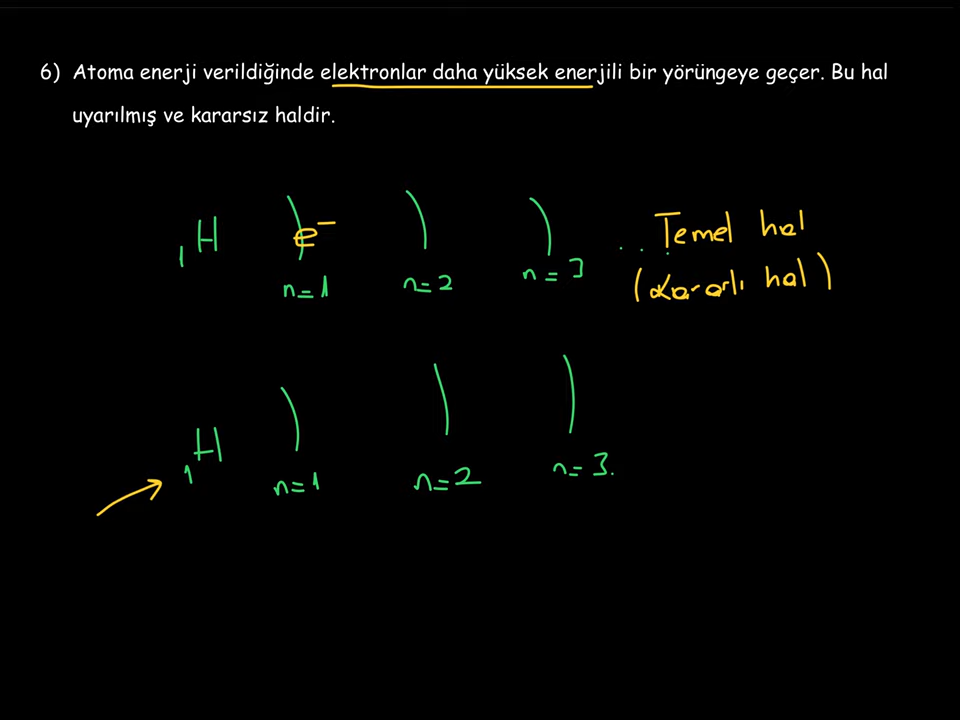 6) Atoma enerji verildiğinde elektronlar daha yüksek enerjili bir yörüngeye geçer. Bu hal
uyarılmış ve kararsız haldir.
₁H e⁻ ... Temel hal
n=1 n=2 n=3 (Kararlı hal)
₁H
n=1 n=2 n=3.